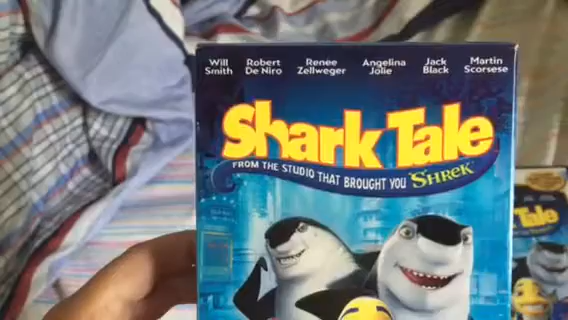 Will Smith Robert De Niro Renee Zellweger Angelina Jolie Jack Black Martin Scorsese
Shark Tale
FROM THE STUDIO THAT BROUGHT YOU SHREK
Tale